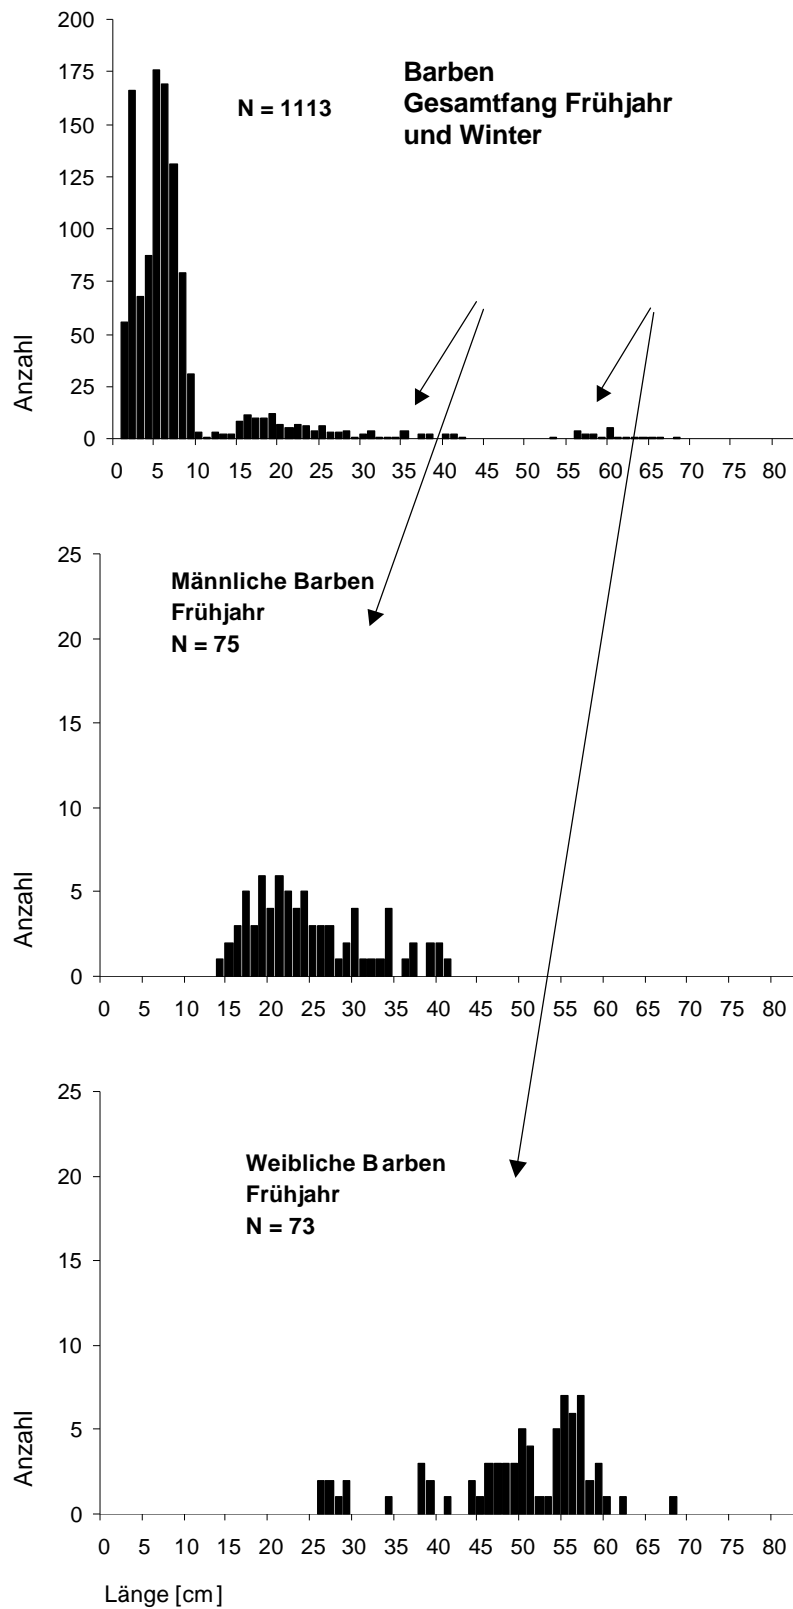 200
175
150
125
100
75
50
25
0
Anzahl
N = 1113
Barben
Gesamtfang Frühjahr
und Winter
0 5 10 15 20 25 30 35 40 45 50 55 60 65 70 75 80
25
20
15
10
5
0
Anzahl
Männliche Barben
Frühjahr
N = 75
0 5 10 15 20 25 30 35 40 45 50 55 60 65 70 75 80
25
20
15
10
5
0
Anzahl
Weibliche Barben
Frühjahr
N = 73
0 5 10 15 20 25 30 35 40 45 50 55 60 65 70 75 80
Länge [cm]